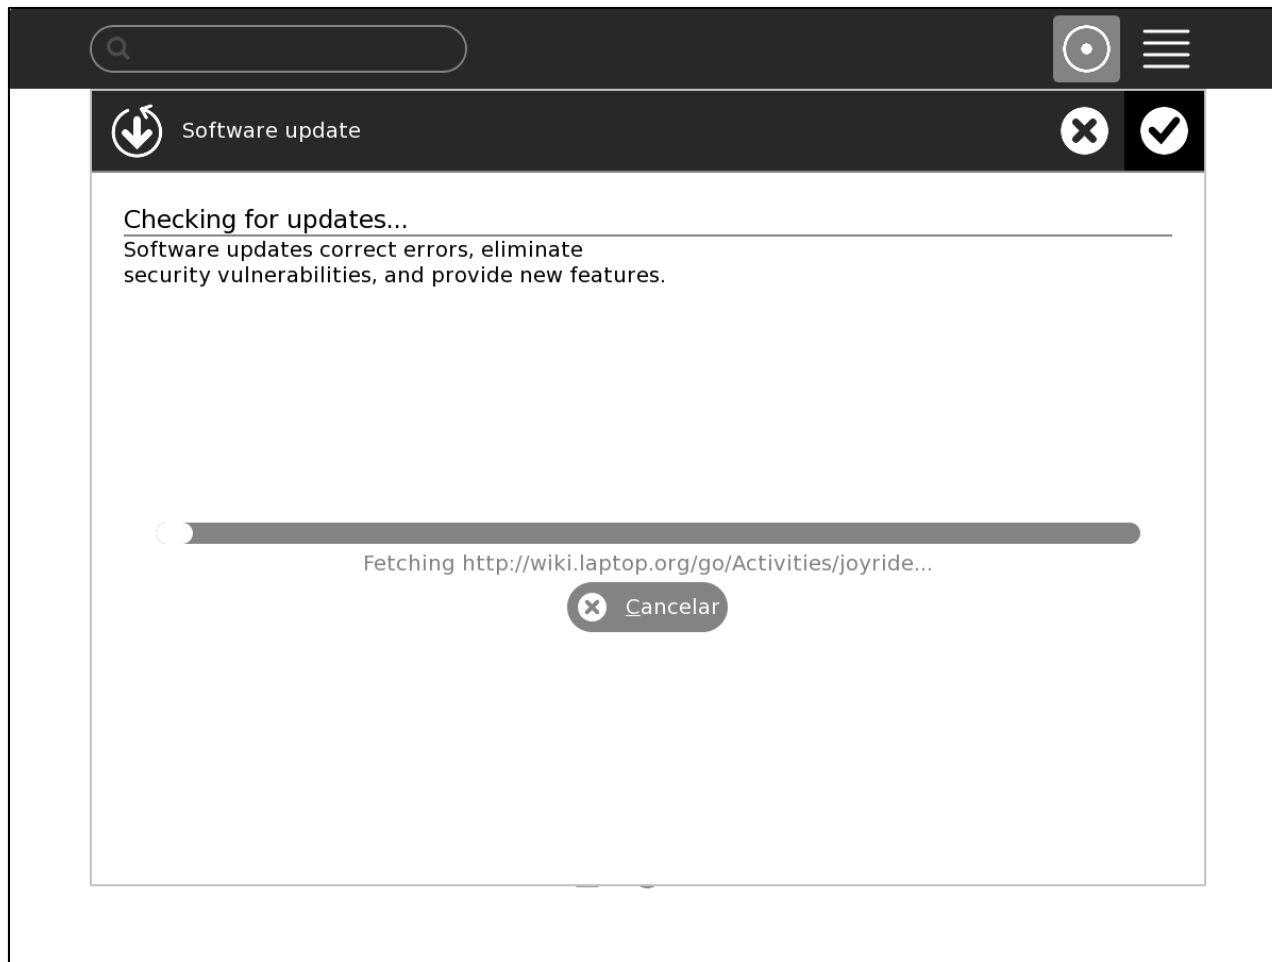 Software update
Checking for updates...
Software updates correct errors, eliminate
security vulnerabilities, and provide new features.
Fetching http://wiki.laptop.org/go/Activities/joyride...
Cancelar